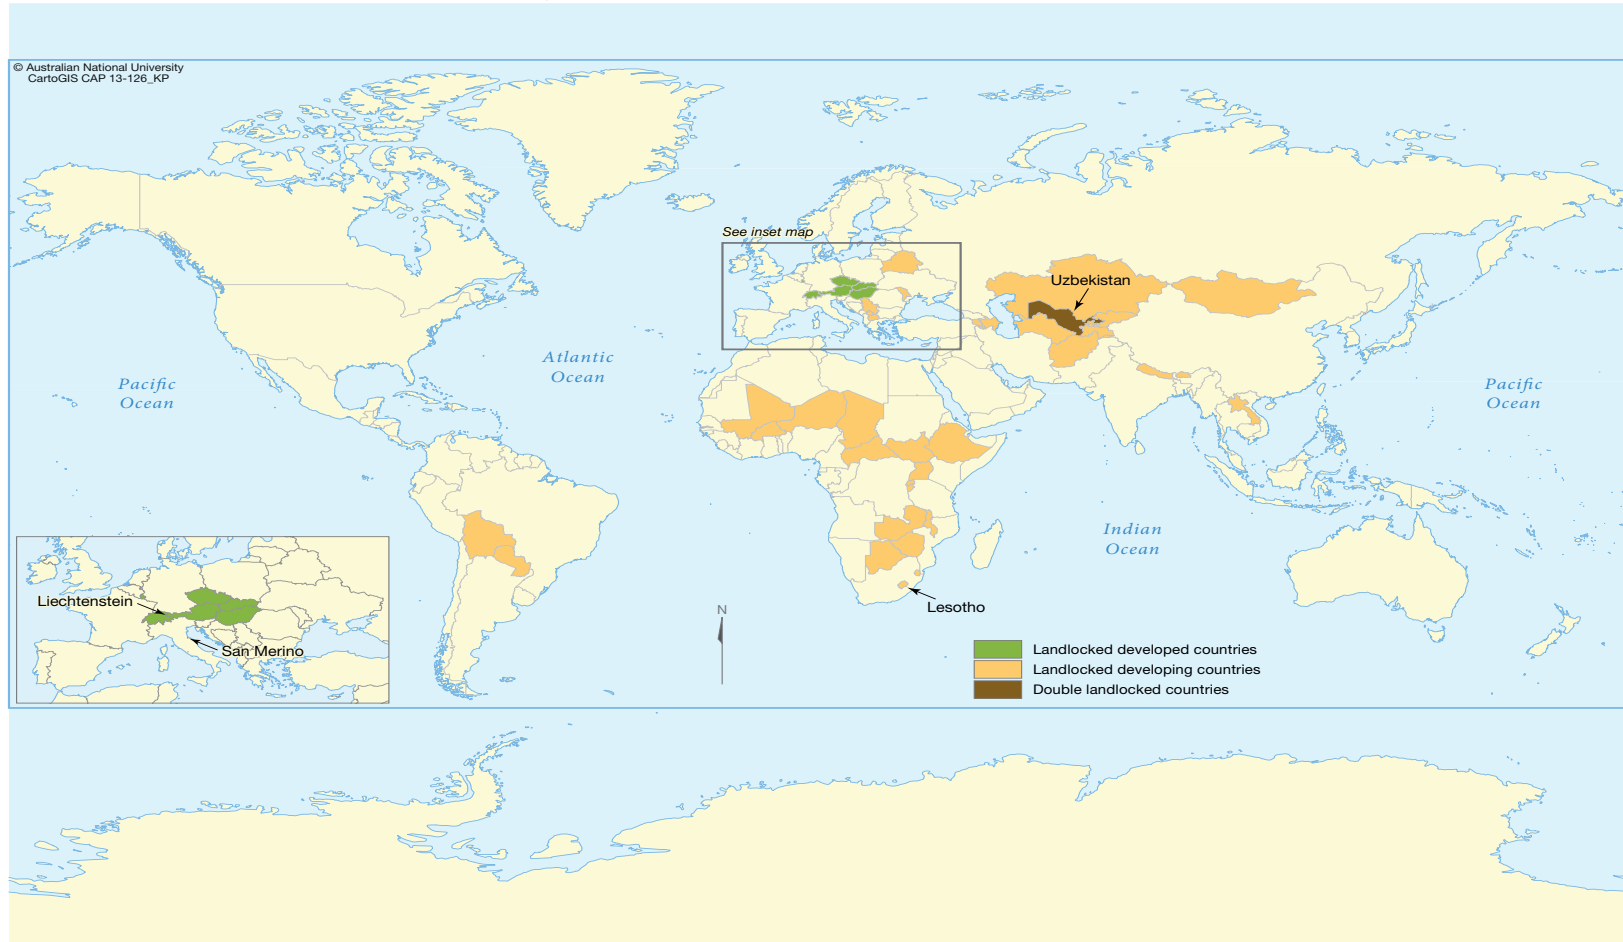 © Australian National University
CartoGIS CAP 13-126_KP
See inset map
Uzbekistan
Atlantic
Ocean
Pacific
Ocean
Pacific
Ocean
Indian
Ocean
Liechtenstein
San Merino
N
Lesotho
Landlocked developed countries
Landlocked developing countries
Double landlocked countries